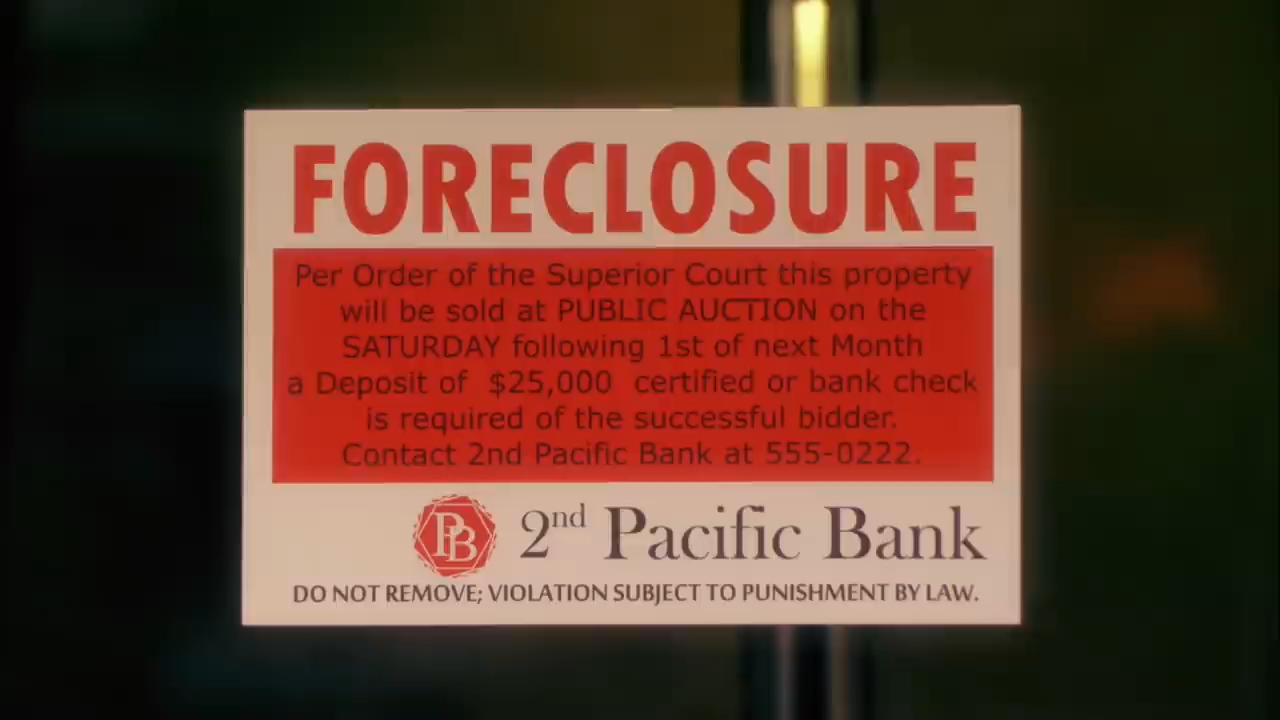 FORECLOSURE
Per Order of the Superior Court this property
will be sold at PUBLIC AUCTION on the
SATURDAY following 1st of next Month
a Deposit of $25,000 certified or bank check
is required of the successful bidder.
Contact 2nd Pacific Bank at 555-0222.
PB 2nd Pacific Bank
DO NOT REMOVE; VIOLATION SUBJECT TO PUNISHMENT BY LAW.